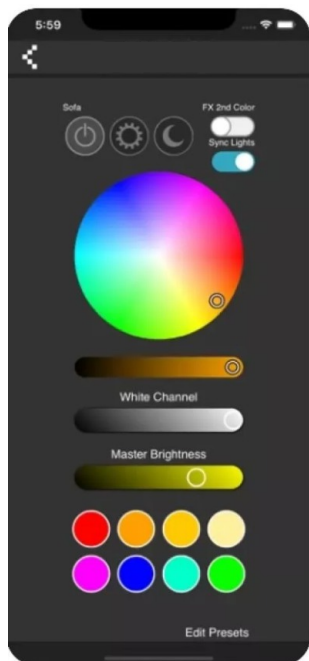 5:59
Sofa
FX 2nd Color
Sync Lights
White Channel
Master Brightness
Edit Presets